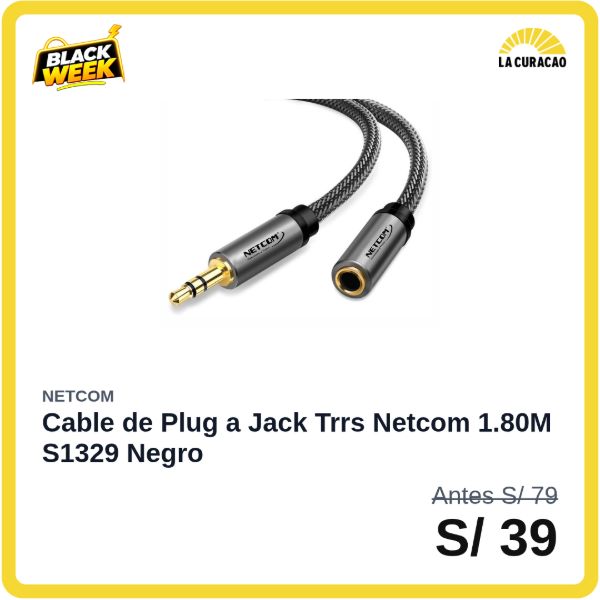 BLACK
WEEK
LA CURACAO
NETCOM
NETCOM
NETCOM
Cable de Plug a Jack Trrs Netcom 1.80M
S1329 Negro
Antes S/ 79
S/ 39